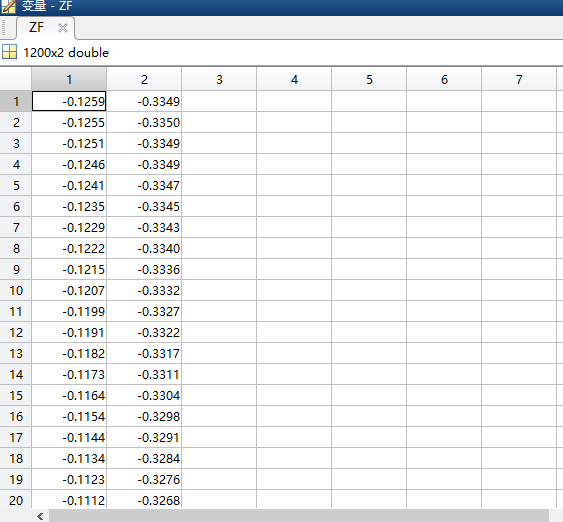 变量 - ZF
ZF
1200x2 double
1 2 3 4 5 6 7
1 -0.1259 -0.3349
2 -0.1255 -0.3350
3 -0.1251 -0.3349
4 -0.1246 -0.3349
5 -0.1241 -0.3347
6 -0.1235 -0.3345
7 -0.1229 -0.3343
8 -0.1222 -0.3340
9 -0.1215 -0.3336
10 -0.1207 -0.3332
11 -0.1199 -0.3327
12 -0.1191 -0.3322
13 -0.1182 -0.3317
14 -0.1173 -0.3311
15 -0.1164 -0.3304
16 -0.1154 -0.3298
17 -0.1144 -0.3291
18 -0.1134 -0.3284
19 -0.1123 -0.3276
20 -0.1112 -0.3268